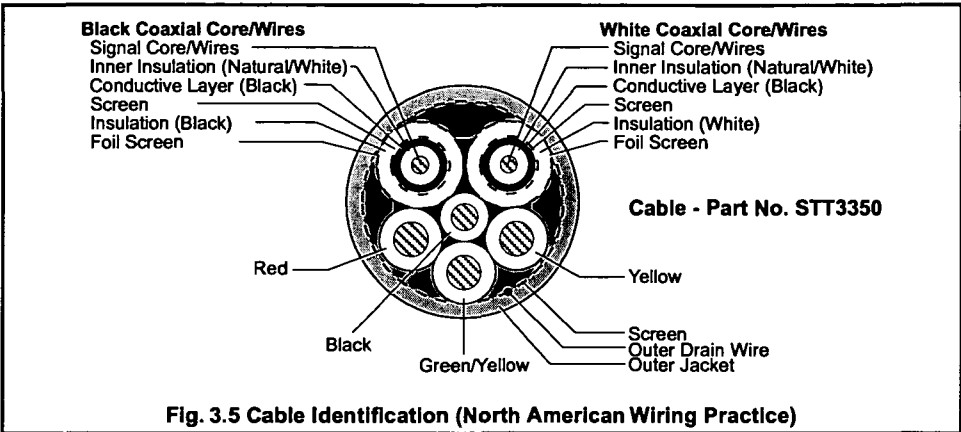 Black Coaxial Core/Wires
Signal Core/Wires
Inner Insulation (Natural/White)
Conductive Layer (Black)
Screen
Insulation (Black)
Foil Screen
White Coaxial Core/Wires
Signal Core/Wires
Inner Insulation (Natural/White)
Conductive Layer (Black)
Screen
Insulation (White)
Foil Screen
Cable - Part No. STT3350
Red
Yellow
Black
Green/Yellow
Screen
Outer Drain Wire
Outer Jacket
Fig. 3.5 Cable Identification (North American Wiring Practice)